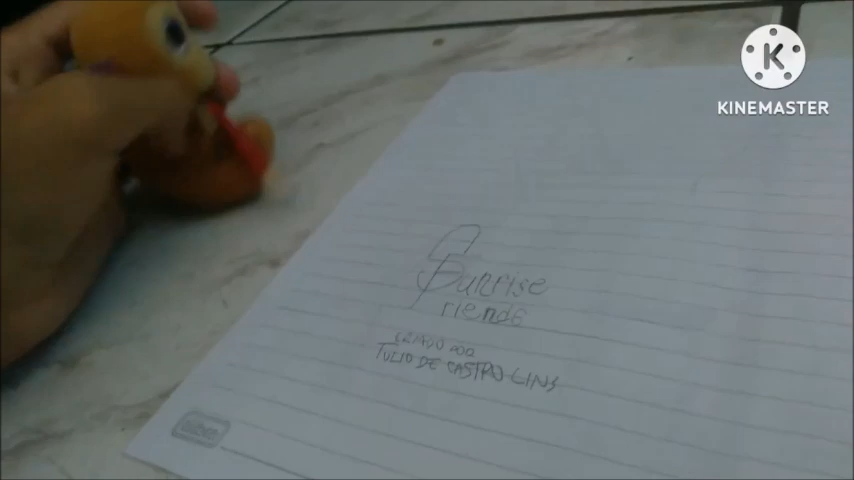 KINEMASTER
Sunrise
riends
CRIADO POR
TULIO DE CASTRO LINS